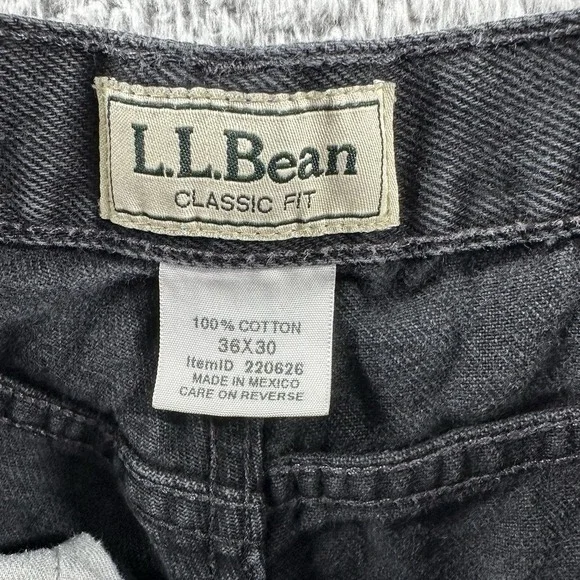 L.L.Bean
CLASSIC FIT
100% COTTON
36X30
ItemID 220626
MADE IN MEXICO
CARE ON REVERSE